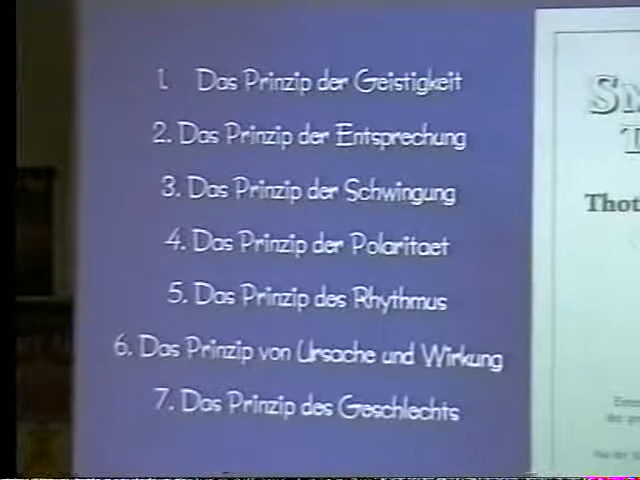 1. Das Prinzip der Geistigkeit
2. Das Prinzip der Entsprechung
3. Das Prinzip der Schwingung
4. Das Prinzip der Polaritaet
5. Das Prinzip des Rhythmus
6. Das Prinzip von Ursache und Wirkung
7. Das Prinzip des Geschlechts
Thot